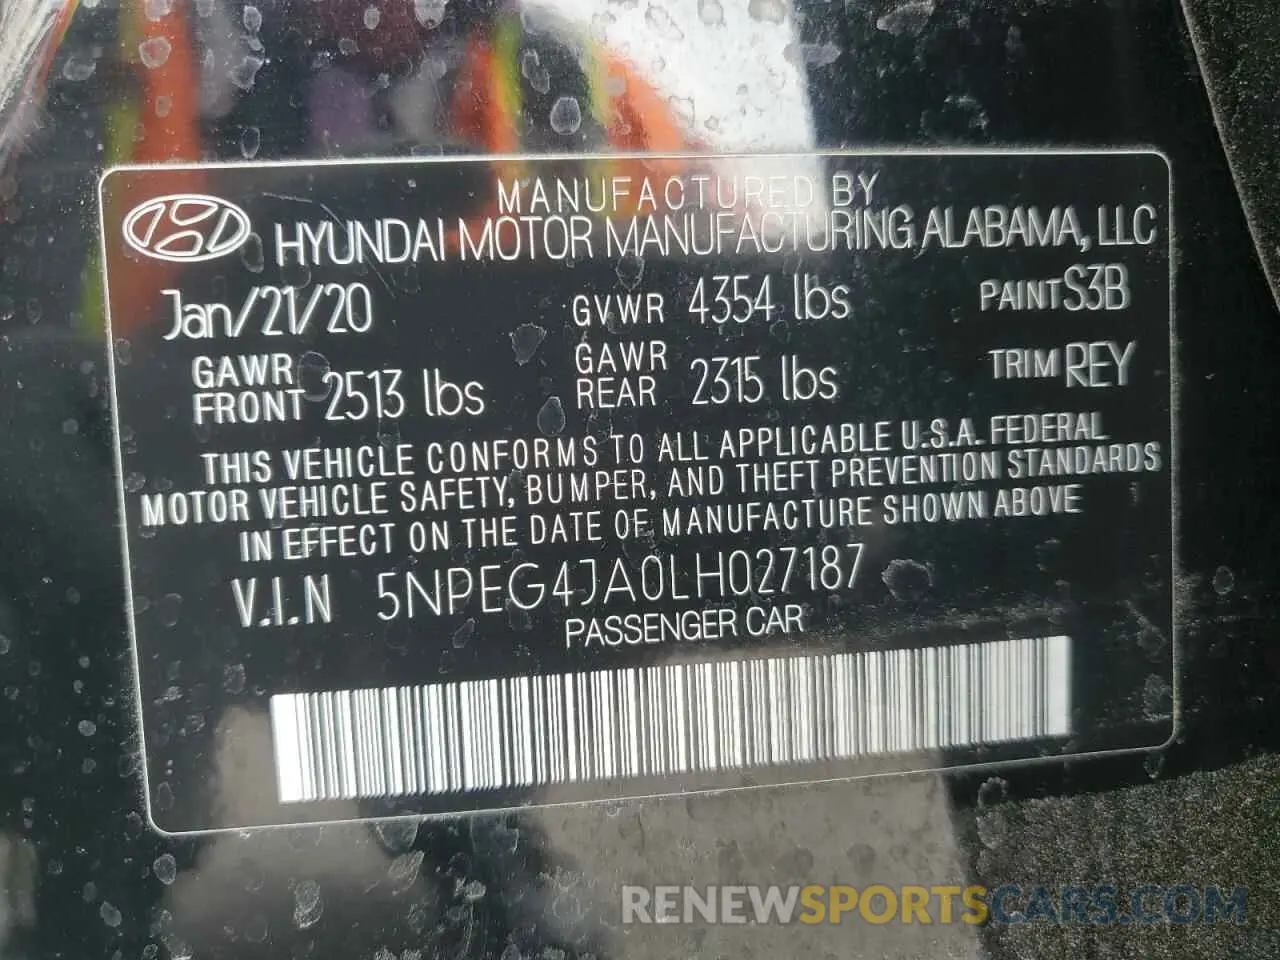 MANUFACTURED BY
HYUNDAI MOTOR MANUFACTURING ALABAMA, LLC
Jan/21/20 GVWR 4354 lbs PAINT S3B
GAWR FRONT 2513 lbs GAWR REAR 2315 lbs TRIM REY
THIS VEHICLE CONFORMS TO ALL APPLICABLE U.S.A. FEDERAL
MOTOR VEHICLE SAFETY, BUMPER, AND THEFT PREVENTION STANDARDS
IN EFFECT ON THE DATE OF MANUFACTURE SHOWN ABOVE
V.I.N 5NPEG4JA0LH027187
PASSENGER CAR
RENEWSPORTSCARS.COM